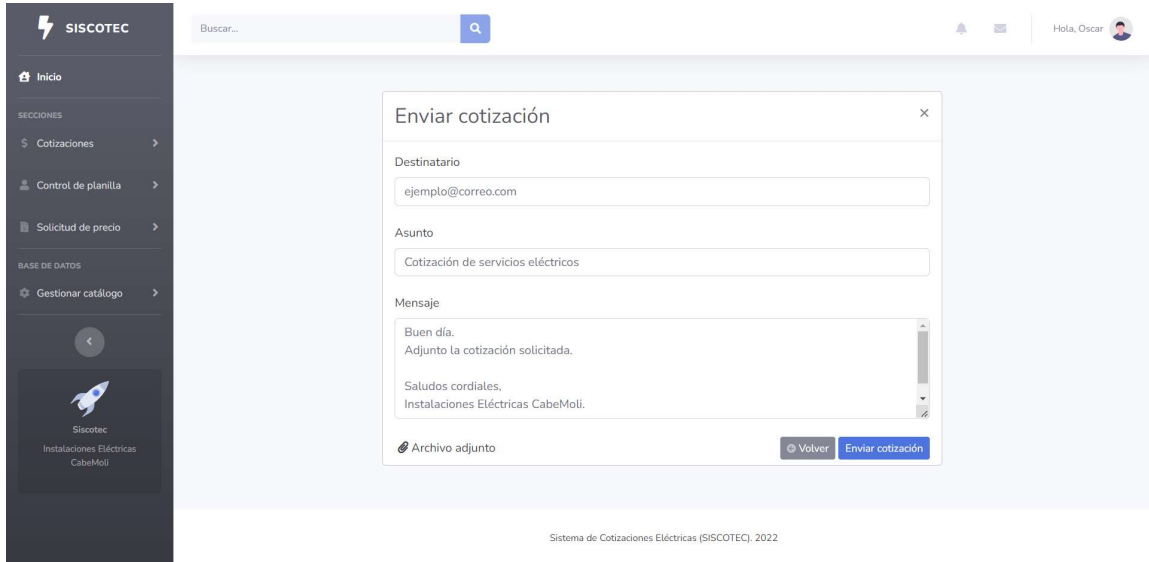 SISCOTEC
Buscar...
Hola, Oscar
Inicio
SECCIONES
Cotizaciones
Control de planilla
Solicitud de precio
BASE DE DATOS
Gestionar catálogo
Siscotec
Instalaciones Eléctricas
CabeMoli
Enviar cotización
×
Destinatario
ejemplo@correo.com
Asunto
Cotización de servicios eléctricos
Mensaje
Buen día.
Adjunto la cotización solicitada.
Saludos cordiales,
Instalaciones Eléctricas CabeMoli.
Archivo adjunto
Volver
Enviar cotización
Sistema de Cotizaciones Eléctricas (SISCOTEC). 2022